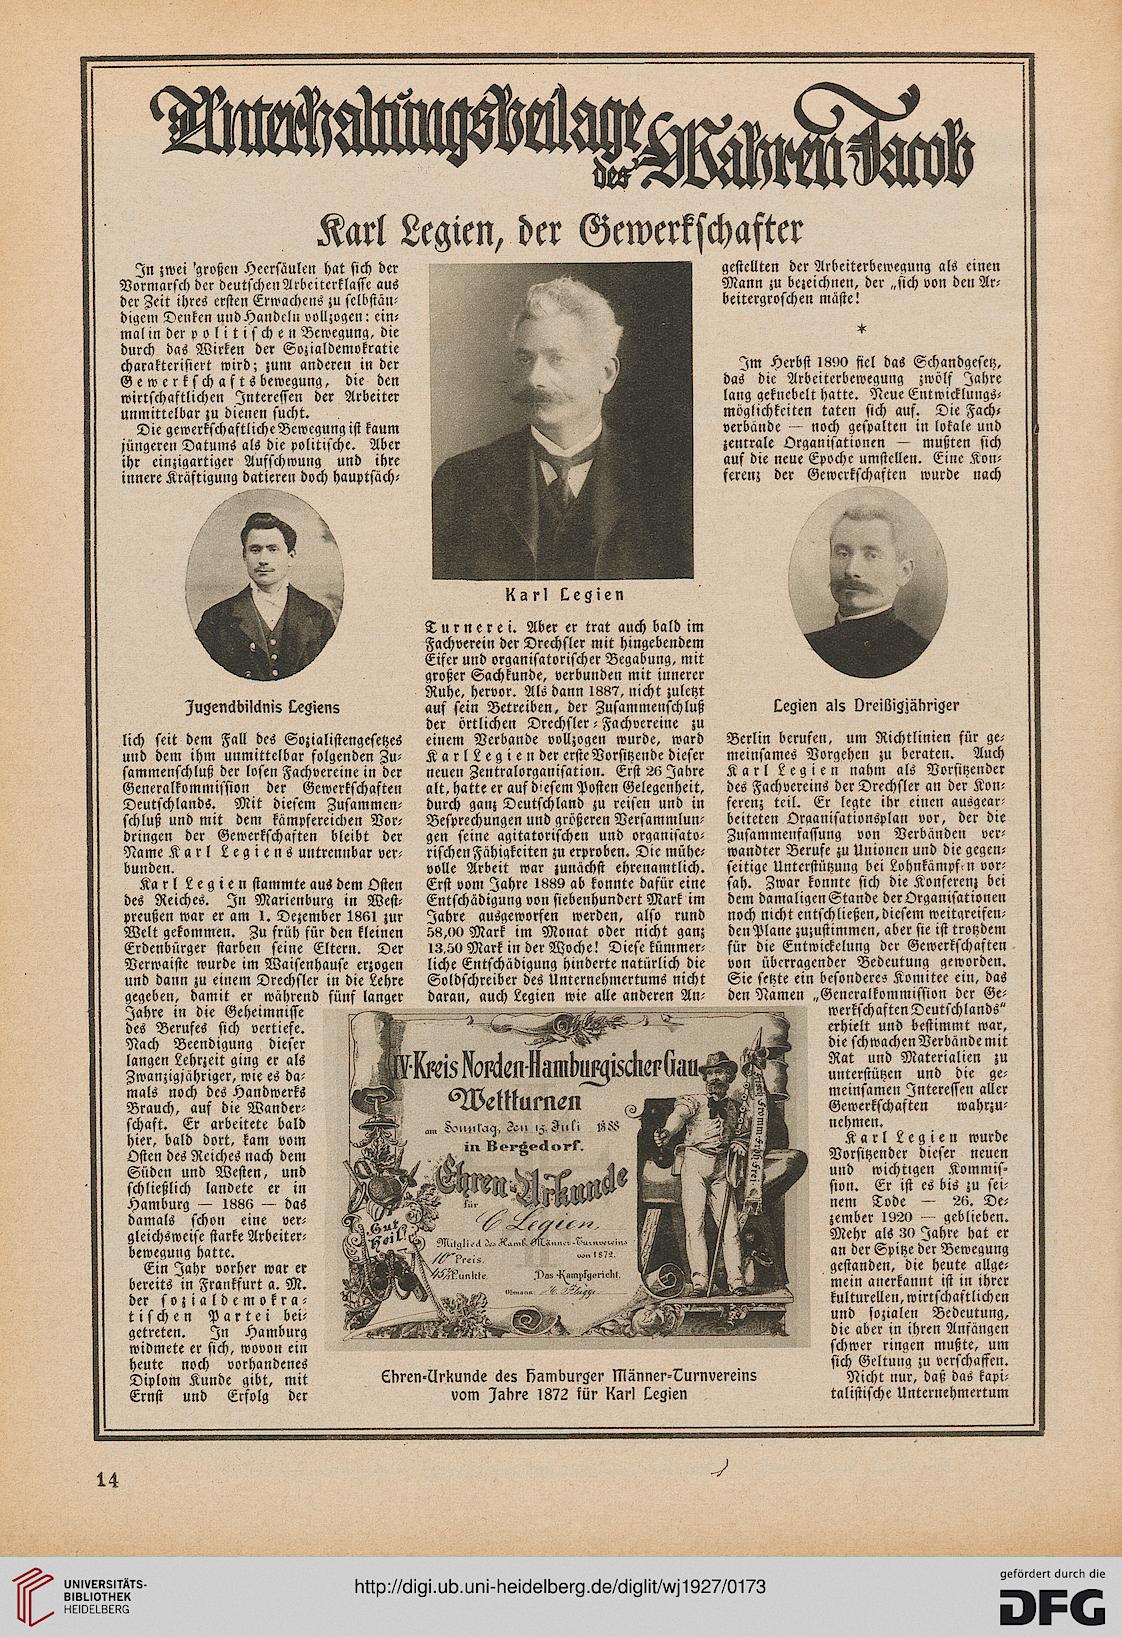 Unterhaltungsbeilage
des Wahren Jacob
Karl Legien, der Gewerkschafter
In zwei großen Heersäulen hat sich der
Vormarsch der deutschen Arbeiterklasse aus
der Zeit ihres ersten Erwachens zu selbstän-
digem Denken und Handeln vollzogen: ein-
mal in der politischen Bewegung, die
durch das Wirken der Sozialdemokratie
charakterisiert wird; zum anderen in der
Gewerkschaftsbewegung, die den
wirtschaftlichen Interessen der Arbeiter
unmittelbar zu dienen sucht.
Die gewerkschaftliche Bewegung ist kaum
jüngeren Datums als die politische. Aber
ihr einzigartiger Aufschwung und ihre
innere Kräftigung datieren doch hauptsäch-
Jugendbildnis Legiens
lich seit dem Fall des Sozialistengesetzes
und dem ihm unmittelbar folgenden Zu-
sammenschluß der losen Fachvereine in der
Generalkommission der Gewerkschaften
Deutschlands. Mit diesem Zusammen-
schluß und mit dem kämpfereichen Vor-
dringen der Gewerkschaften bleibt der
Name Karl Legiens untrennbar ver-
bunden.
Karl Legien stammte aus dem Osten
des Reiches. In Marienburg in West-
preußen war er am 1. Dezember 1861 zur
Welt gekommen. Zu früh für den kleinen
Erdenbürger starben seine Eltern. Der
Verwaiste wurde im Waisenhause erzogen
und dann zu einem Drechsler in die Lehre
gegeben, damit er während fünf langer
Jahre in die Geheimnisse
des Berufes sich vertiefe.
Nach Beendigung dieser
langen Lehrzeit ging er als
Zwanzigjähriger, wie es da-
mals noch des Handwerks
Brauch, auf die Wander-
schaft. Er arbeitete bald
hier, bald dort, kam vom
Osten des Reiches nach dem
Süden und Westen, und
schließlich landete er in
Hamburg — 1886 — das
damals schon eine ver-
gleichsweise starke Arbeiter-
bewegung hatte.
Ein Jahr vorher war er
bereits in Frankfurt a. M.
der sozialdemokra-
tischen Partei bei-
getreten. In Hamburg
widmete er sich, wovon ein
heute noch vorhandenes
Diplom Kunde gibt, mit
Ernst und Erfolg der
Karl Legien
Turnerei. Aber er trat auch bald im
Fachverein der Drechsler mit hingebendem
Eifer und organisatorischer Begabung, mit
großer Sachkunde, verbunden mit innerer
Ruhe, hervor. Als dann 1887, nicht zuletzt
auf sein Betreiben, der Zusammenschluß
der örtlichen Drechsler-Fachvereine zu
einem Verbande vollzogen wurde, ward
Karl Legien der erste Vorsitzende dieser
neuen Zentralorganisation. Erst 26 Jahre
alt, hatte er auf diesem Posten Gelegenheit,
durch ganz Deutschland zu reisen und in
Besprechungen und größeren Versammlun-
gen seine agitatorischen und organisato-
rischen Fähigkeiten zu erproben. Die mühe-
volle Arbeit war zunächst ehrenamtlich.
Erst vom Jahre 1889 ab konnte dafür eine
Entschädigung von siebenhundert Mark im
Jahre ausgeworfen werden, also rund
58,00 Mark im Monat oder nicht ganz
13,50 Mark in der Woche! Diese kümmer-
liche Entschädigung hinderte natürlich die
Soldschreiber des Unternehmertums nicht
daran, auch Legien wie alle anderen An-
gestellten der Arbeiterbewegung als einen
Mann zu bezeichnen, der „sich von den Ar-
beitergroschen mäste!
*
Im Herbst 1890 fiel das Schandgesetz,
das die Arbeiterbewegung zwölf Jahre
lang geknebelt hatte. Neue Entwicklungs-
möglichkeiten taten sich auf. Die Fach-
verbände — noch gespalten in lokale und
zentrale Organisationen — mußten sich
auf die neue Epoche umstellen. Eine Kon-
ferenz der Gewerkschaften wurde nach
Legien als Dreißigjähriger
Berlin berufen, um Richtlinien für ge-
meinsames Vorgehen zu beraten. Auch
Karl Legien nahm als Vorsitzender
des Fachvereins der Drechsler an der Kon-
ferenz teil. Er legte ihr einen ausgear-
beiteten Organisationsplan vor, der die
Zusammenfassung von Verbänden ver-
wandter Berufe zu Unionen und die gegen-
seitige Unterstützung bei Lohnkämpfen vor-
sah. Zwar konnte sich die Konferenz bei
dem damaligen Stande der Organisationen
noch nicht entschließen, diesem weitgreifen-
den Plane zuzustimmen, aber sie ist trotzdem
für die Entwickelung der Gewerkschaften
von überragender Bedeutung geworden.
Sie setzte ein besonderes Komitee ein, das
den Namen „Generalkommission der Ge-
werkschaften Deutschlands“
erhielt und bestimmt war,
die schwachen Verbände mit
Rat und Materialien zu
unterstützen und die ge-
meinsamen Interessen aller
Gewerkschaften wahrzu-
nehmen.
Karl Legien wurde
Vorsitzender dieser neuen
und wichtigen Kommis-
sion. Er ist es bis zu sei-
nem Tode — 26. De-
zember 1920 — geblieben.
Mehr als 30 Jahre hat er
an der Spitze der Bewegung
gestanden, die heute allge-
mein anerkannt ist in ihrer
kulturellen, wirtschaftlichen
und sozialen Bedeutung,
die aber in ihren Anfängen
schwer ringen mußte, um
sich Geltung zu verschaffen.
Nicht nur, daß das kapi-
talistische Unternehmertum
IV. Kreis Norden-Hamburgischer Gau
Wettturnen
am Sonntag, den 15. Juli 1888
in Bergedorf.
Ehren-Urkunde
für
C Legien.
Mitglied des Hamb. Männer-Turnvereins
von 1872.
10ten Preis.
Punkte
Das Kampfgericht.
Obmann
Gut Heil!
Frisch Fromm Fröh Frei
Ehren-Urkunde des Hamburger Männer-Turnvereins
vom Jahre 1872 für Karl Legien
14
UNIVERSITÄTS-
BIBLIOTHEK
HEIDELBERG
http://digi.ub.uni-heidelberg.de/diglit/wj1927/0173
gefördert durch die
DFG